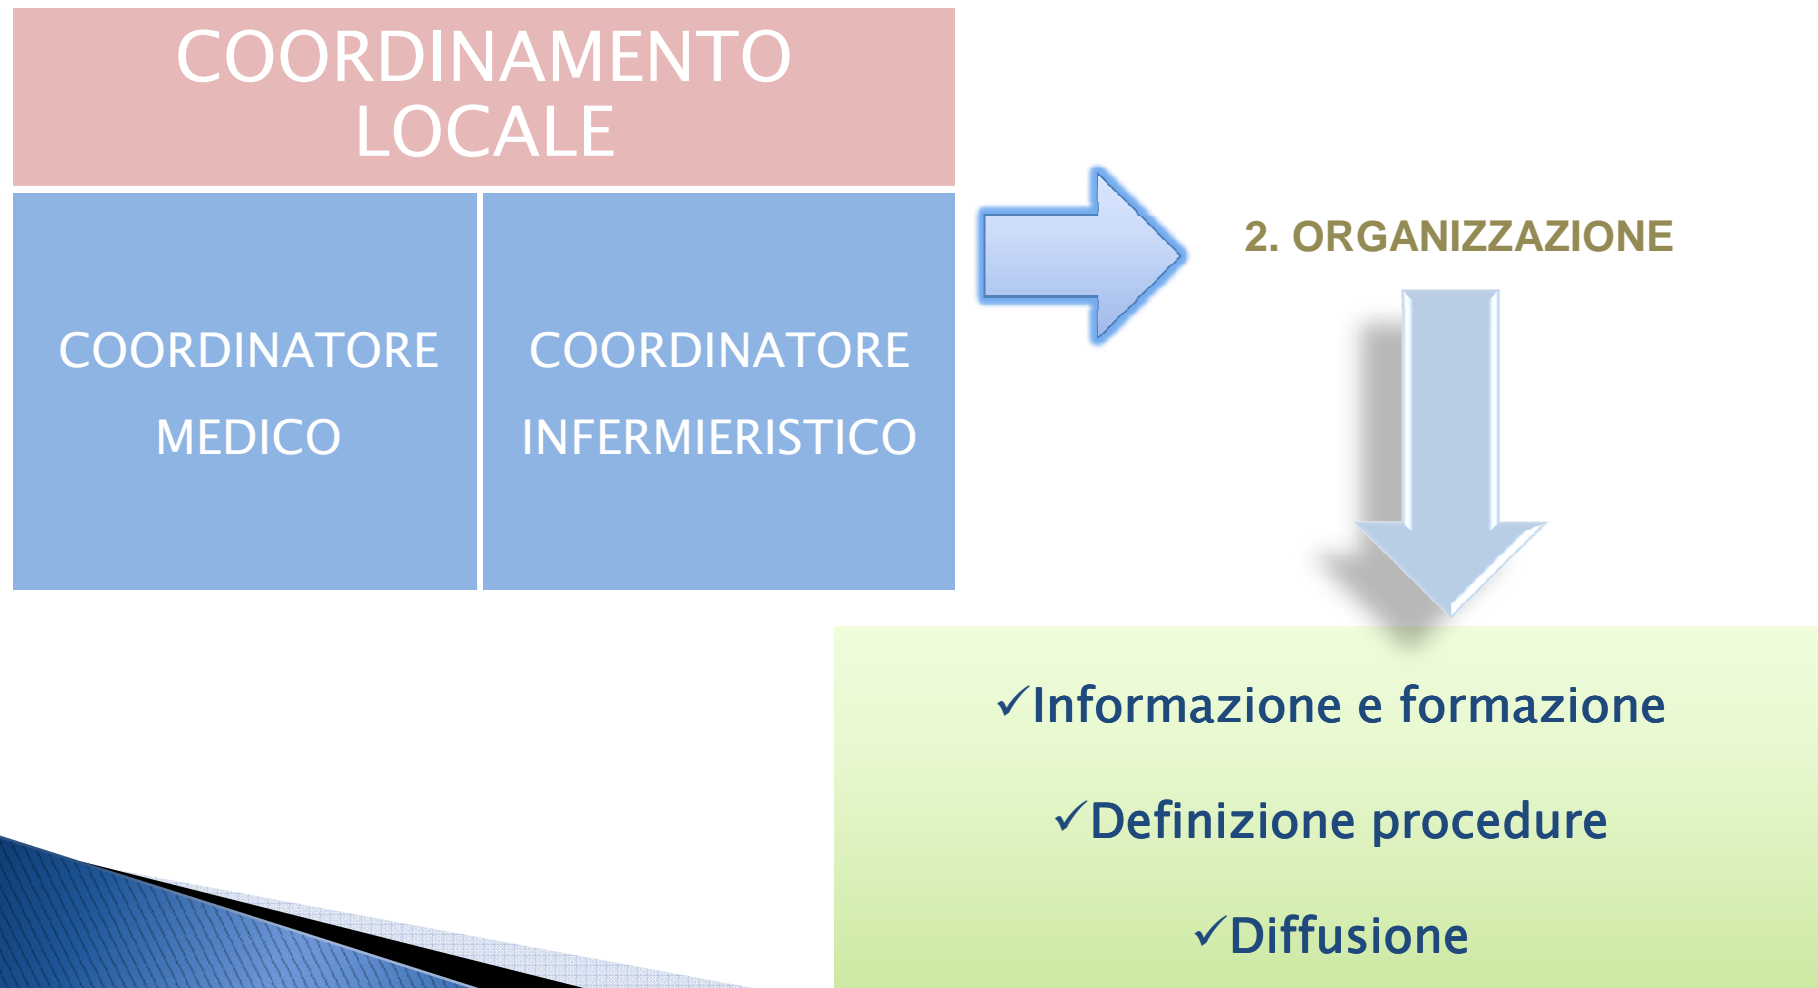 COORDINAMENTO
LOCALE
COORDINATORE
MEDICO
COORDINATORE
INFERMIERISTICO
2. ORGANIZZAZIONE
✓Informazione e formazione
✓Definizione procedure
✓Diffusione